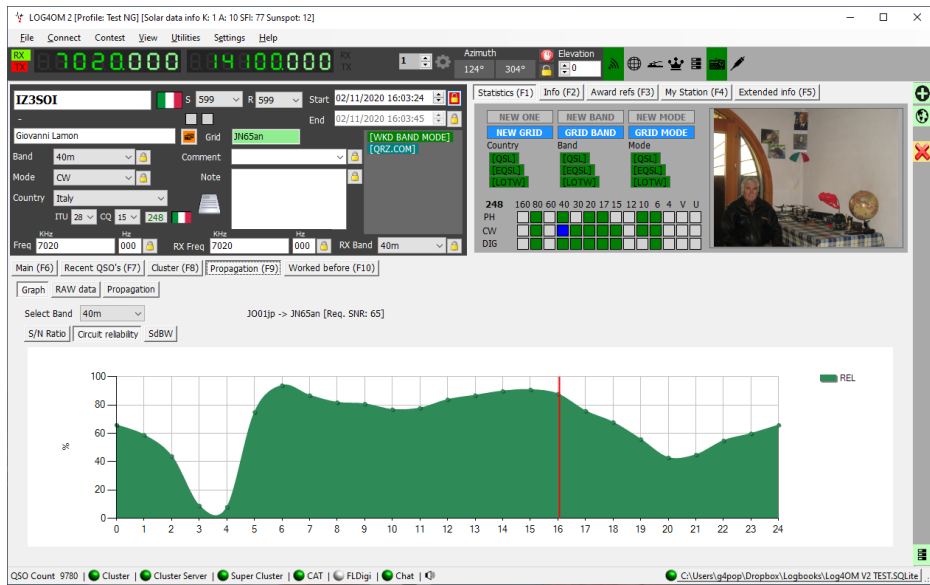 LOG4OM 2 [Profile: Test NG] [Solar data info K: 1 A: 10 SFI: 77 Sunspot: 12]
File Connect Contest View Utilities Settings Help
RX TX 7020.000 14100.000 RX TX 1 Azimuth 124° 304° Elevation 0
IZ3SOI S 599 R 599 Start 02/11/2020 16:03:24
- End 02/11/2020 16:03:45
Giovanni Lamon Grid JN65an [WKD BAND MODE]
[QRZ.COM]
Band 40m Comment
Mode CW Note
Country Italy
ITU 28 CQ 15 248
KHz Hz KHz Hz
Freq 7020 000 RX Freq 7020 000 RX Band 40m
Statistics (F1) Info (F2) Award refs (F3) My Station (F4) Extended info (F5)
NEW ONE NEW BAND NEW MODE
NEW GRID GRID BAND GRID MODE
Country Band Mode
[QSL] [QSL] [QSL]
[EQSL] [EQSL] [EQSL]
[LOTW] [LOTW] [LOTW]
248 160 80 60 40 30 20 17 15 12 10 6 4 V U
PH
CW
DIG
Main (F6) Recent QSO's (F7) Cluster (F8) Propagation (F9) Worked before (F10)
Graph RAW data Propagation
Select Band 40m JO01jp -> JN65an [Req. SNR: 65]
S/N Ratio Circuit reliability SdBW
REL
%
100
80
60
40
20
0
0 1 2 3 4 5 6 7 8 9 10 11 12 13 14 15 16 17 18 19 20 21 22 23 24
QSO Count 9780 | Cluster | Cluster Server | Super Cluster | CAT | FLDigi | Chat | C:\Users\g4pop\Dropbox\Logbooks\Log4OM V2 TEST.SQLite